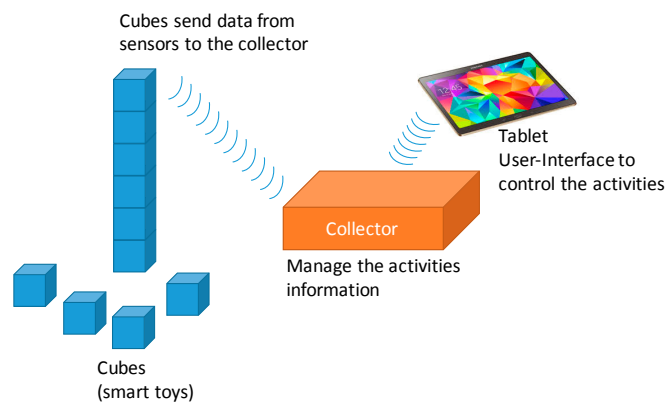 Cubes send data from
sensors to the collector
Tablet
User-Interface to
control the activities
Collector
Manage the activities
information
Cubes
(smart toys)